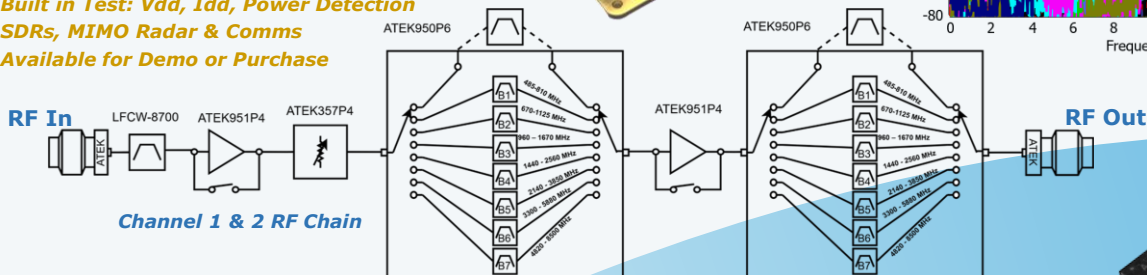 Built in Test: Vdd, Idd, Power Detection
SDRs, MIMO Radar & Comms
Available for Demo or Purchase
-80
0 2 4 6 8
Freque
RF In
ATEK
LFCW-8700
ATEK951P4
ATEK357P4
Channel 1 & 2 RF Chain
ATEK950P6
B1
485-810 MHz
B2
670-1125 MHz
B3
960 – 1670 MHz
B4
1440 - 2560 MHz
B5
2140 - 3850 MHz
B6
3300 - 5880 MHz
B7
4820 - 8500 MHz
ATEK951P4
ATEK950P6
B1
485-810 MHz
B2
670-1125 MHz
B3
960 – 1670 MHz
B4
1440 - 2560 MHz
B5
2140 - 3850 MHz
B6
3300 - 5880 MHz
B7
4820 - 8500 MHz
RF Out
ATEK